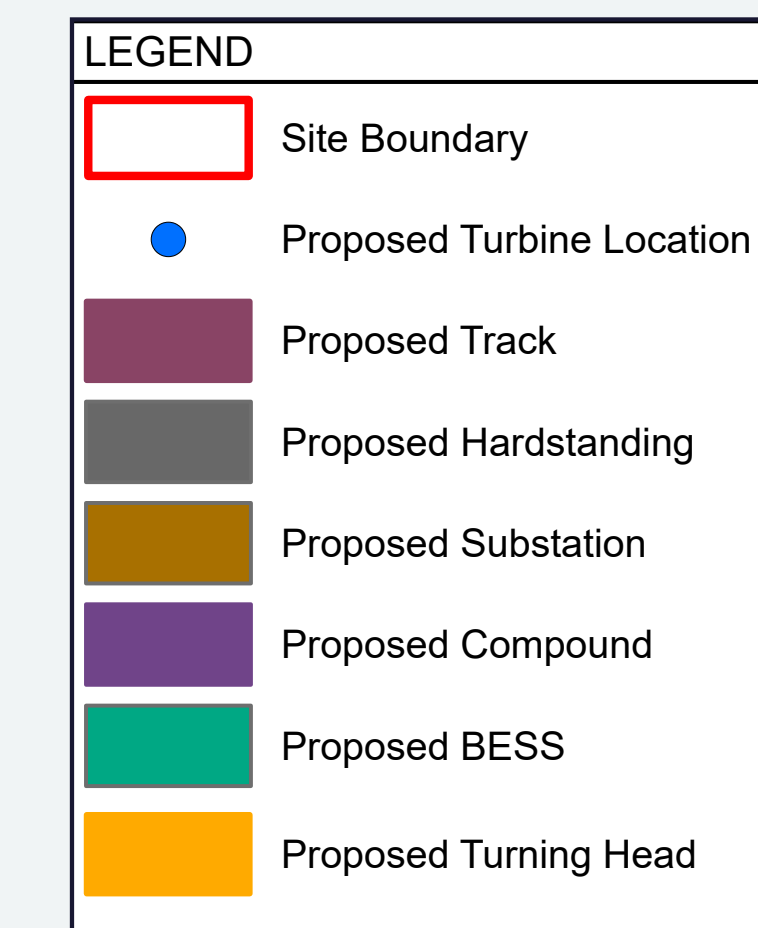 LEGEND
Site Boundary
Proposed Turbine Location
Proposed Track
Proposed Hardstanding
Proposed Substation
Proposed Compound
Proposed BESS
Proposed Turning Head